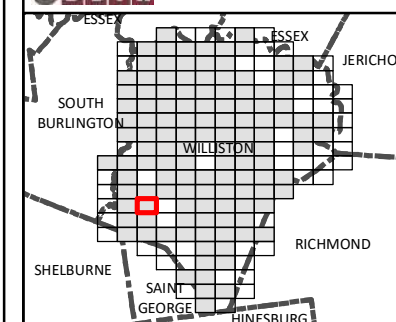 ESSEX
ESSEX
JERICHO
SOUTH
BURLINGTON
WILLISTON
RICHMOND
SHELBURNE
SAINT
GEORGE
HINESBURG